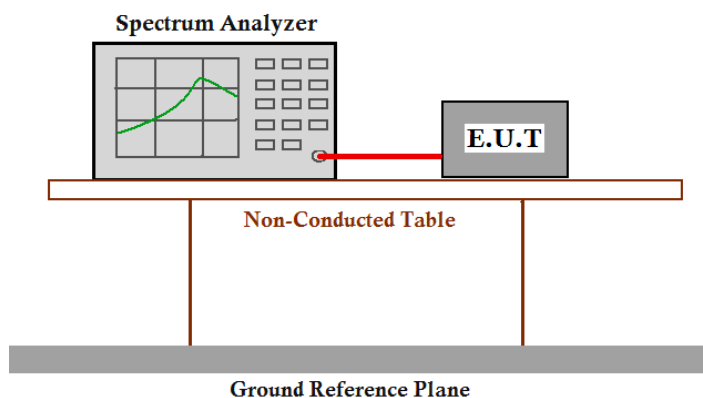 Spectrum Analyzer
E.U.T
Non-Conducted Table
Ground Reference Plane